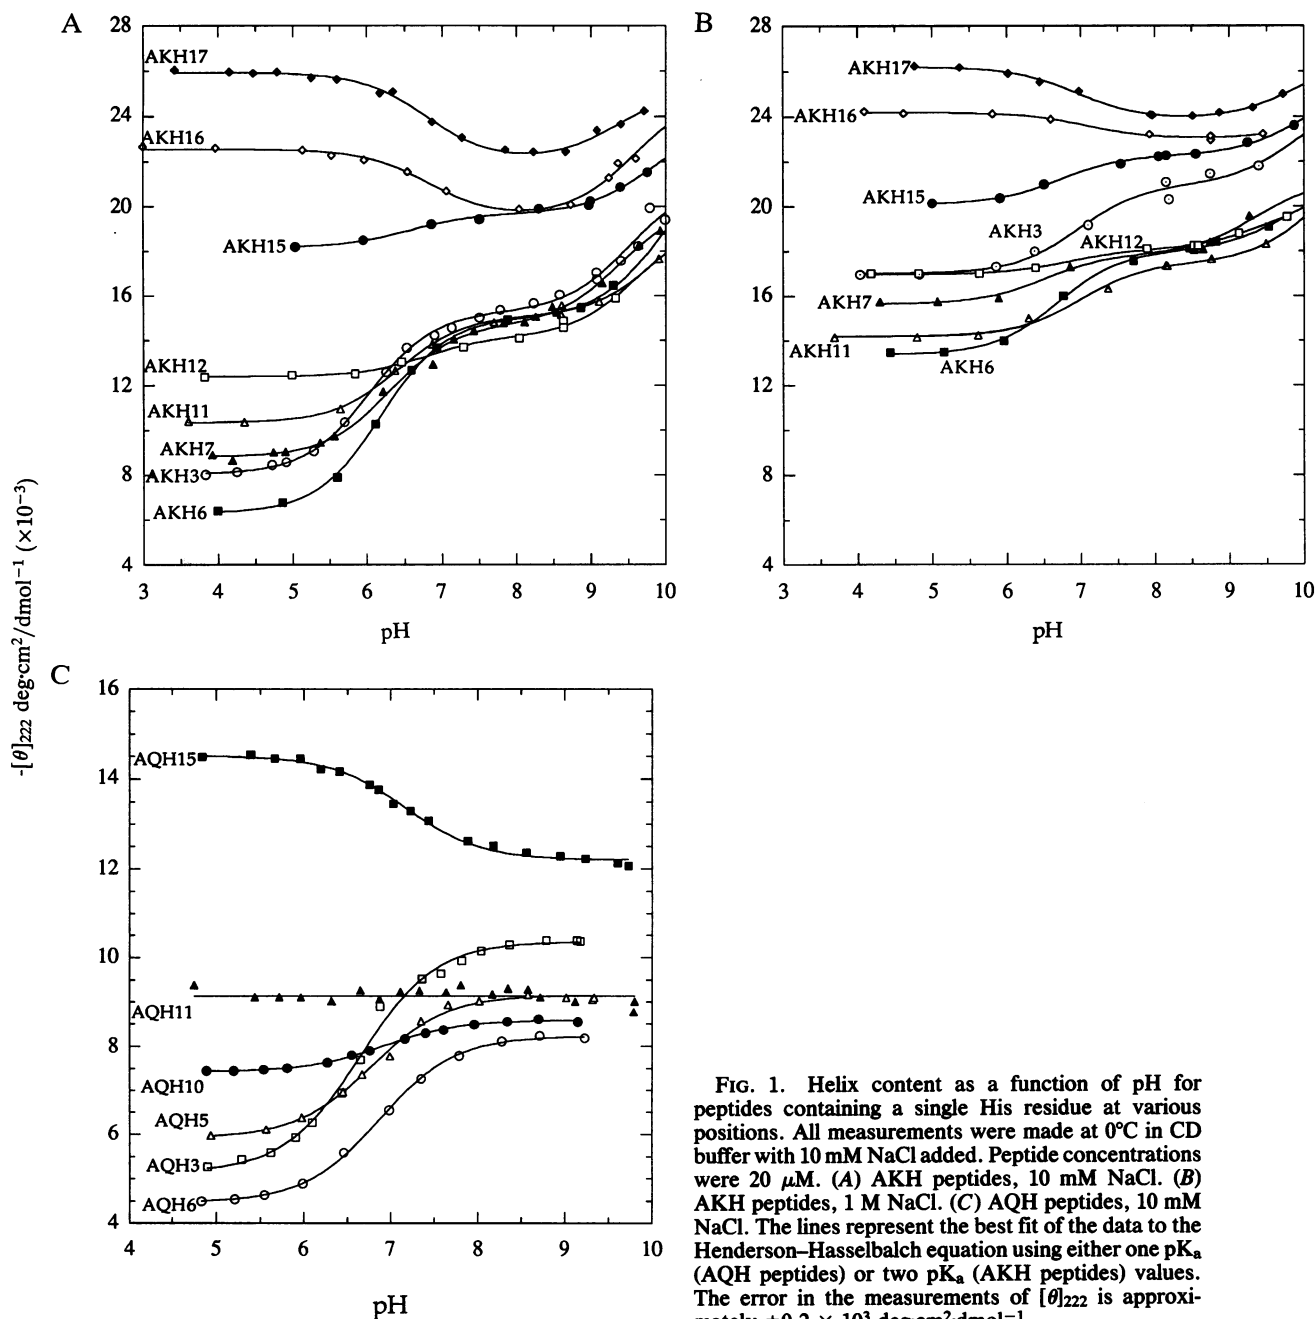 A
28
24
20
16
12
8
4
AKH17
AKH16
AKH15
AKH12
AKH11
AKH7
AKH3
AKH6
3 4 5 6 7 8 9 10
pH
B
28
24
20
16
12
8
4
AKH17
AKH16
AKH15
AKH3
AKH12
AKH7
AKH11
AKH6
3 4 5 6 7 8 9 10
pH
-[θ]222 deg·cm²/dmol⁻¹ (×10⁻³)
C
16
14
12
10
8
6
4
AQH15
AQH11
AQH10
AQH5
AQH3
AQH6
4 5 6 7 8 9 10
pH
FIG. 1. Helix content as a function of pH for
peptides containing a single His residue at various
positions. All measurements were made at 0°C in CD
buffer with 10 mM NaCl added. Peptide concentrations
were 20 μM. (A) AKH peptides, 10 mM NaCl. (B)
AKH peptides, 1 M NaCl. (C) AQH peptides, 10 mM
NaCl. The lines represent the best fit of the data to the
Henderson–Hasselbalch equation using either one pKa
(AQH peptides) or two pKa (AKH peptides) values.
The error in the measurements of [θ]222 is approxi-
mately ±0.2 × 10³ deg·cm²·dmol⁻¹